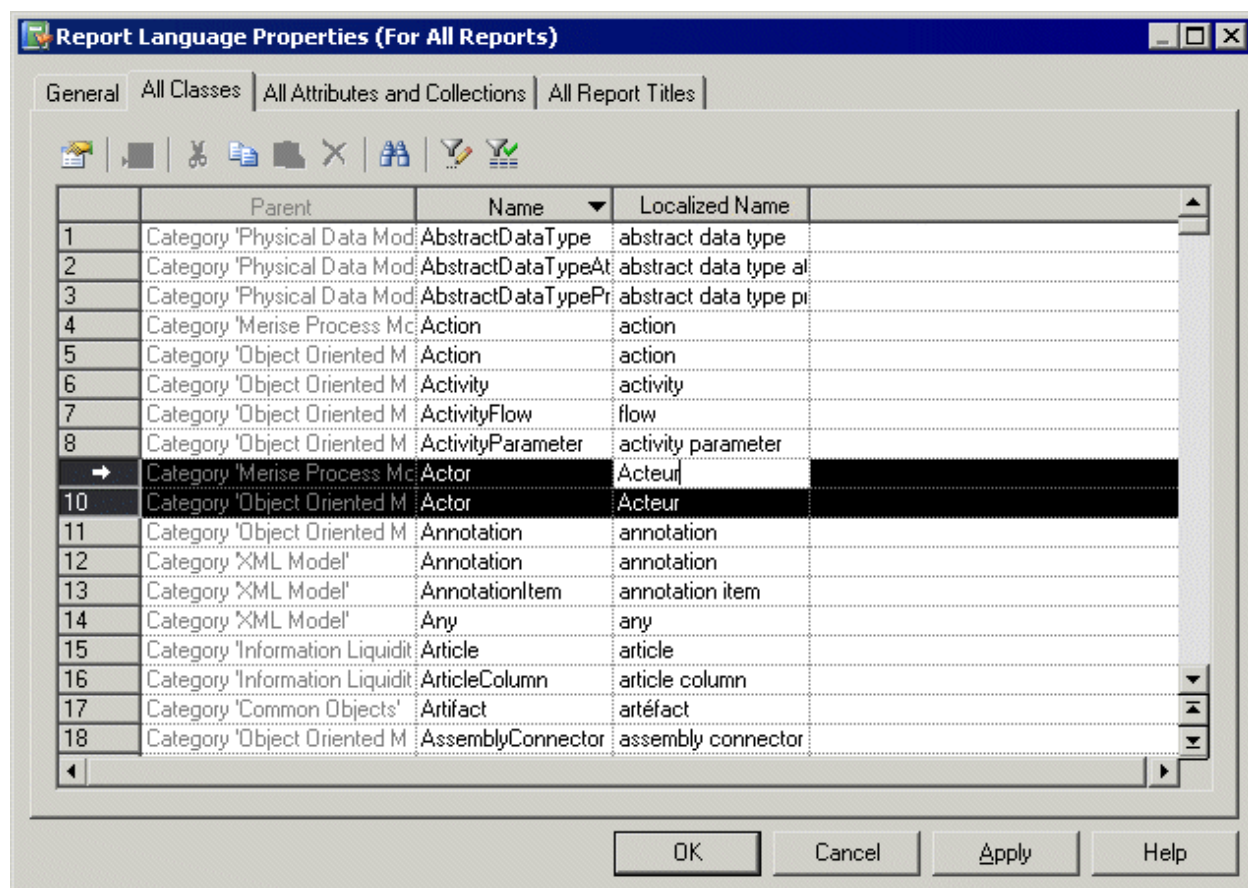 Report Language Properties (For All Reports)
General All Classes All Attributes and Collections All Report Titles
Parent Name Localized Name
1 Category 'Physical Data Mod AbstractDataType abstract data type
2 Category 'Physical Data Mod AbstractDataTypeAt abstract data type at
3 Category 'Physical Data Mod AbstractDataTypePr abstract data type pr
4 Category 'Merise Process Mo Action action
5 Category 'Object Oriented M Action action
6 Category 'Object Oriented M Activity activity
7 Category 'Object Oriented M ActivityFlow flow
8 Category 'Object Oriented M ActivityParameter activity parameter
Category 'Merise Process Mo Actor Acteur
10 Category 'Object Oriented M Actor Acteur
11 Category 'Object Oriented M Annotation annotation
12 Category 'XML Model' Annotation annotation
13 Category 'XML Model' AnnotationItem annotation item
14 Category 'XML Model' Any any
15 Category 'Information Liquidit Article article
16 Category 'Information Liquidit ArticleColumn article column
17 Category 'Common Objects' Artifact artéfact
18 Category 'Object Oriented M AssemblyConnector assembly connector
OK Cancel Apply Help